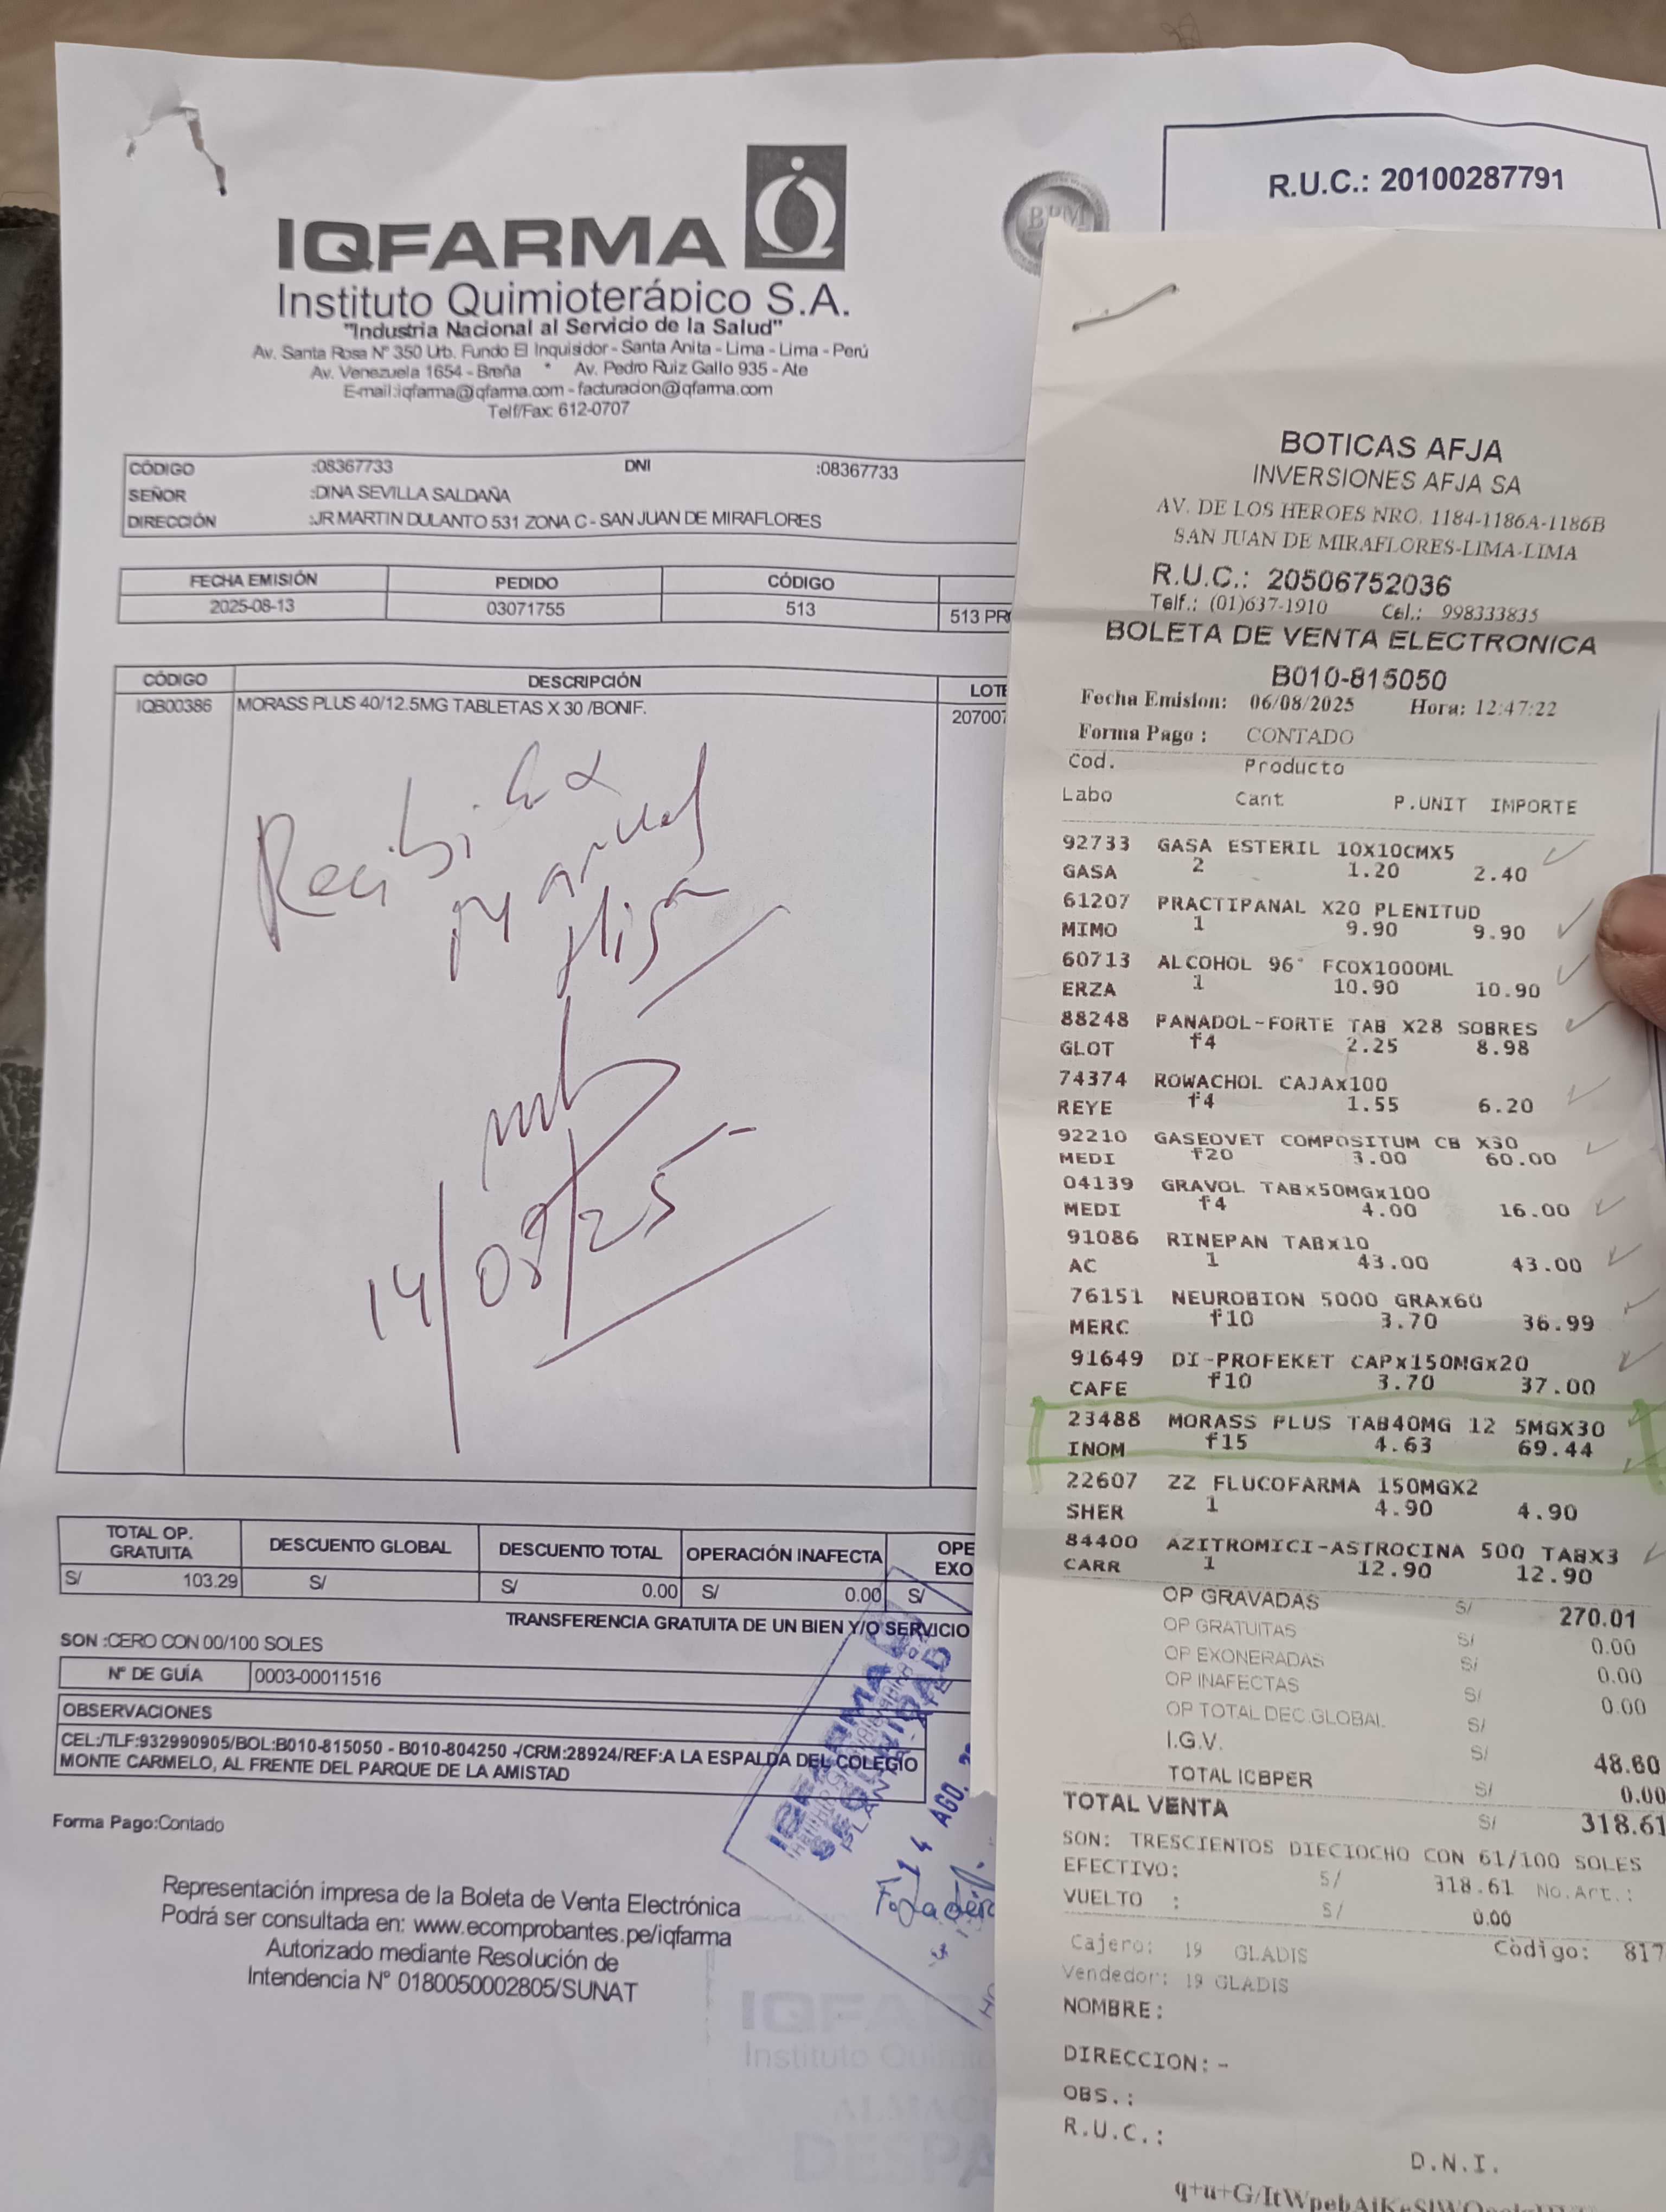 IQFARMA
Instituto Quimioterápico S.A.
"Industria Nacional al Servicio de la Salud"
Av. Santa Rosa N° 350 Urb. Fundo El Inquisidor - Santa Anita - Lima - Lima - Perú
Av. Venezuela 1654 - Breña * Av. Pedro Ruiz Gallo 935 - Ate
E-mail:iqfarma@iqfarma.com - facturacion@iqfarma.com
Telf/Fax: 612-0707
BPM
R.U.C.: 20100287791
CÓDIGO :08367733 DNI :08367733
SEÑOR :DINA SEVILLA SALDAÑA
DIRECCIÓN :JR MARTIN DULANTO 531 ZONA C - SAN JUAN DE MIRAFLORES
FECHA EMISIÓN PEDIDO CÓDIGO
2025-08-13 03071755 513 513 PR
CÓDIGO DESCRIPCIÓN LOTE
IQB00386 MORASS PLUS 40/12.5MG TABLETAS X 30 /BONIF. 207007
Recibi
14/08/25
TOTAL OP. GRATUITA DESCUENTO GLOBAL DESCUENTO TOTAL OPERACIÓN INAFECTA OPE EXO
S/ 103.29 S/ S/ 0.00 S/ 0.00 S/
TRANSFERENCIA GRATUITA DE UN BIEN Y/O SERVICIO
SON :CERO CON 00/100 SOLES
N° DE GUÍA 0003-00011516
OBSERVACIONES
CEL:/TLF:932990905/BOL:B010-815050 - B010-804250 -/CRM:28924/REF:A LA ESPALDA DEL COLEGIO
MONTE CARMELO, AL FRENTE DEL PARQUE DE LA AMISTAD
14 AGO.
Forma Pago:Contado
Representación impresa de la Boleta de Venta Electrónica
Podrá ser consultada en: www.ecomprobantes.pe/iqfarma
Autorizado mediante Resolución de
Intendencia N° 0180050002805/SUNAT
BOTICAS AFJA
INVERSIONES AFJA SA
AV. DE LOS HEROES NRO. 1184-1186A-1186B
SAN JUAN DE MIRAFLORES-LIMA-LIMA
R.U.C.: 20506752036
Telf.: (01)637-1910 Cel.: 998333835
BOLETA DE VENTA ELECTRONICA
B010-815050
Fecha Emision: 06/08/2025 Hora: 12:47:22
Forma Pago : CONTADO
Cod. Producto
Labo Cant P.UNIT IMPORTE
92733 GASA ESTERIL 10X10CMX5
GASA 2 1.20 2.40
61207 PRACTIPANAL X20 PLENITUD
MIMO 1 9.90 9.90
60713 ALCOHOL 96° FCOX1000ML
ERZA 1 10.90 10.90
88248 PANADOL-FORTE TAB X28 SOBRES
GLOT f4 2.25 8.98
74374 ROWACHOL CAJAx100
REYE f4 1.55 6.20
92210 GASEOVET COMPOSITUM CB X30
MEDI f20 3.00 60.00
04139 GRAVOL TABx50MGx100
MEDI f4 4.00 16.00
91086 RINEPAN TABx10
AC 1 43.00 43.00
76151 NEUROBION 5000 GRAx60
MERC f10 3.70 36.99
91649 DI-PROFEKET CAPx150MGx20
CAFE f10 3.70 37.00
23488 MORASS PLUS TAB40MG 12 5MGX30
INOM f15 4.63 69.44
22607 ZZ FLUCOFARMA 150MGX2
SHER 1 4.90 4.90
84400 AZITROMICI-ASTROCINA 500 TABX3
CARR 1 12.90 12.90
OP GRAVADAS S/ 270.01
OP GRATUITAS S/ 0.00
OP EXONERADAS S/ 0.00
OP INAFECTAS S/ 0.00
OP TOTAL DEC.GLOBAL S/
I.G.V. S/ 48.60
TOTAL ICBPER S/ 0.00
TOTAL VENTA S/ 318.61
SON: TRESCIENTOS DIECIOCHO CON 61/100 SOLES
EFECTIVO: S/ 318.61 No.Art.:
VUELTO : S/ 0.00
Cajero: 19 GLADIS Código: 817
Vendedor: 19 GLADIS
NOMBRE:
DIRECCION: -
OBS.:
R.U.C.:
D.N.I.